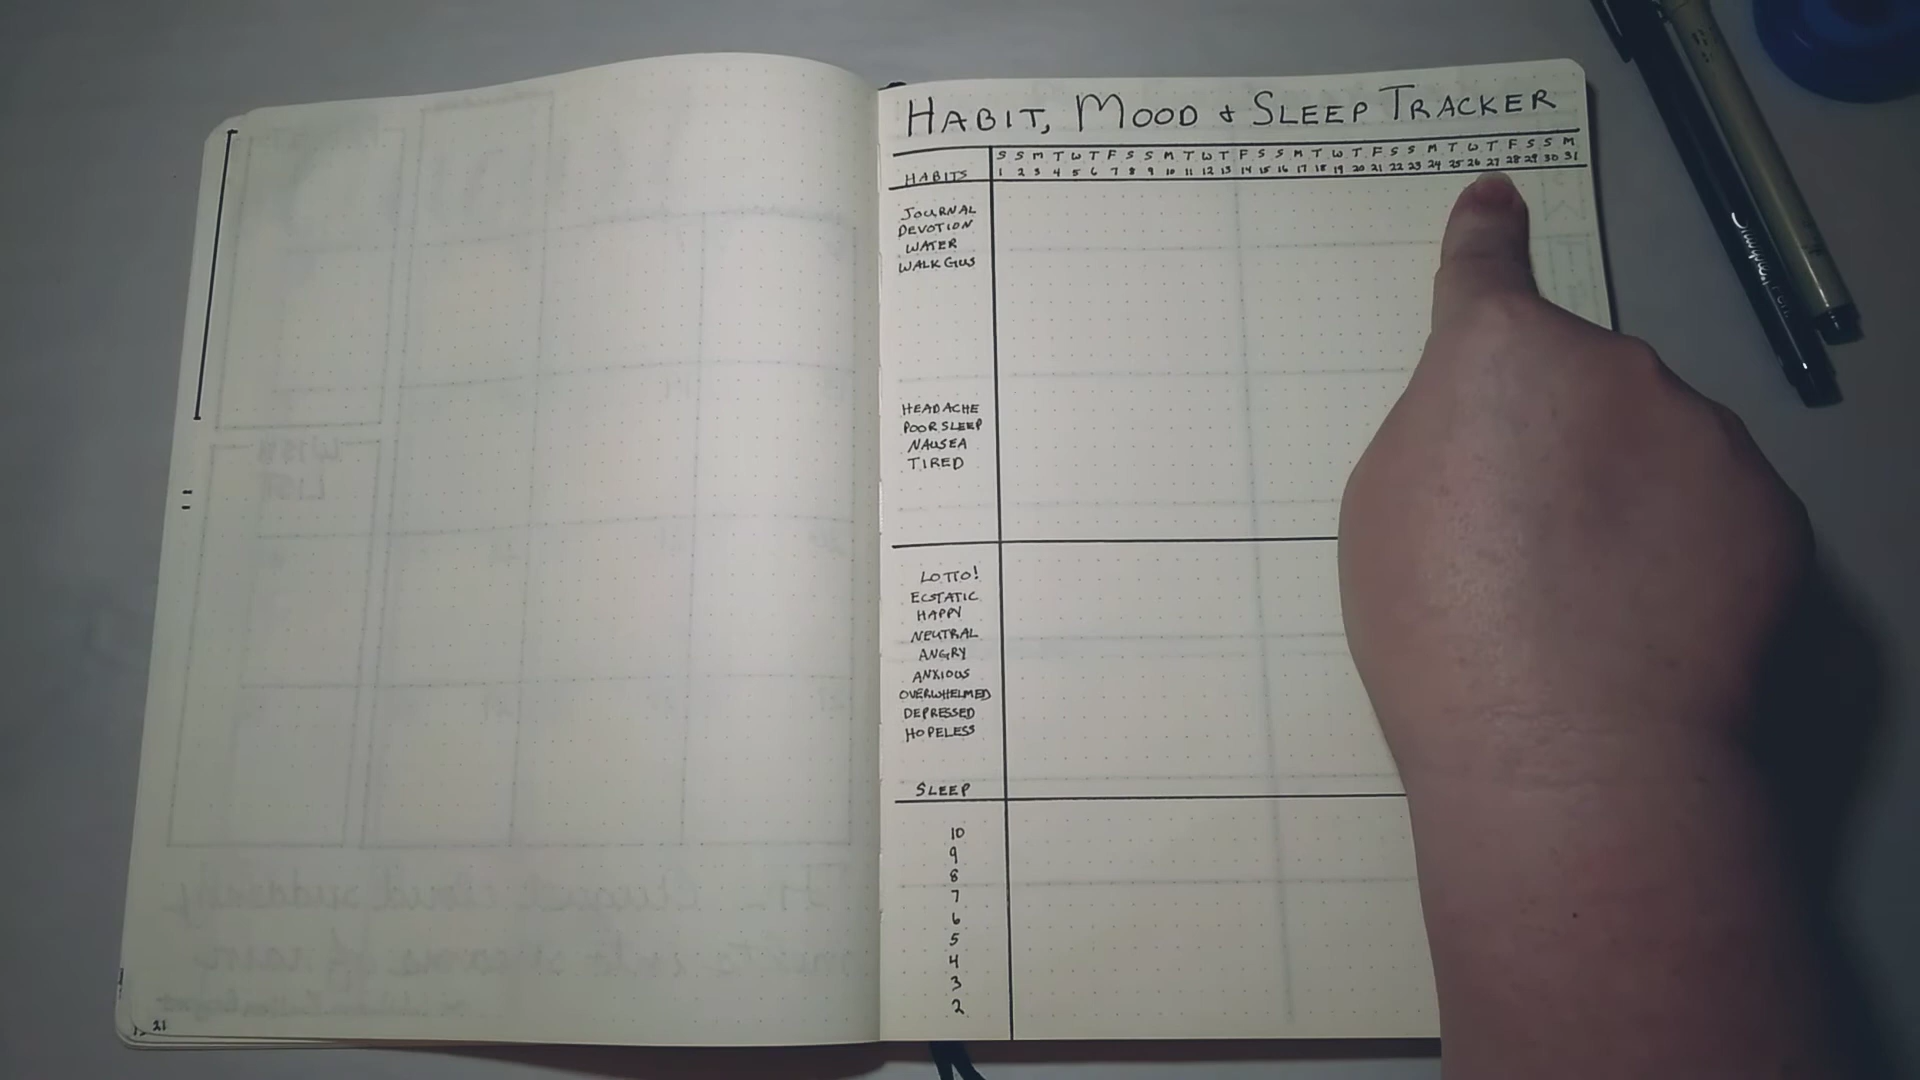 HABIT, MOOD & SLEEP TRACKER
S S M T W T F S S M T W T F S S M T W T F S S M T W T F S S M
HABITS 1 2 3 4 5 6 7 8 9 10 11 12 13 14 15 16 17 18 19 20 21 22 23 24 25 26 27 28 29 30 31
JOURNAL
DEVOTION
WATER
WALK GUS
HEADACHE
POOR SLEEP
NAUSEA
TIRED
LOTTO!
ECSTATIC
HAPPY
NEUTRAL
ANGRY
ANXIOUS
OVERWHELMED
DEPRESSED
HOPELESS
SLEEP
10
9
8
7
6
5
4
3
2
WISH
LIST
21